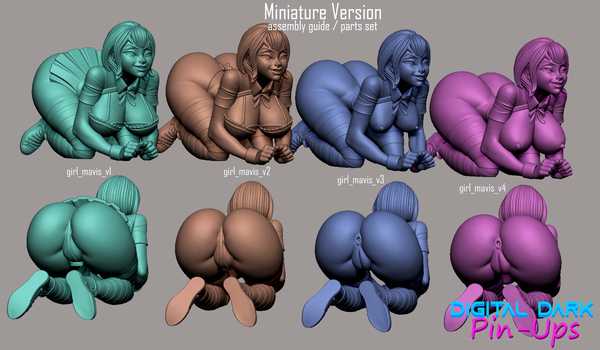 Miniature Version
assembly guide / parts set
girl_mavis_v1
girl_mavis_v2
girl_mavis_v3
girl_mavis_v4
DIGITAL DARK
Pin-Ups